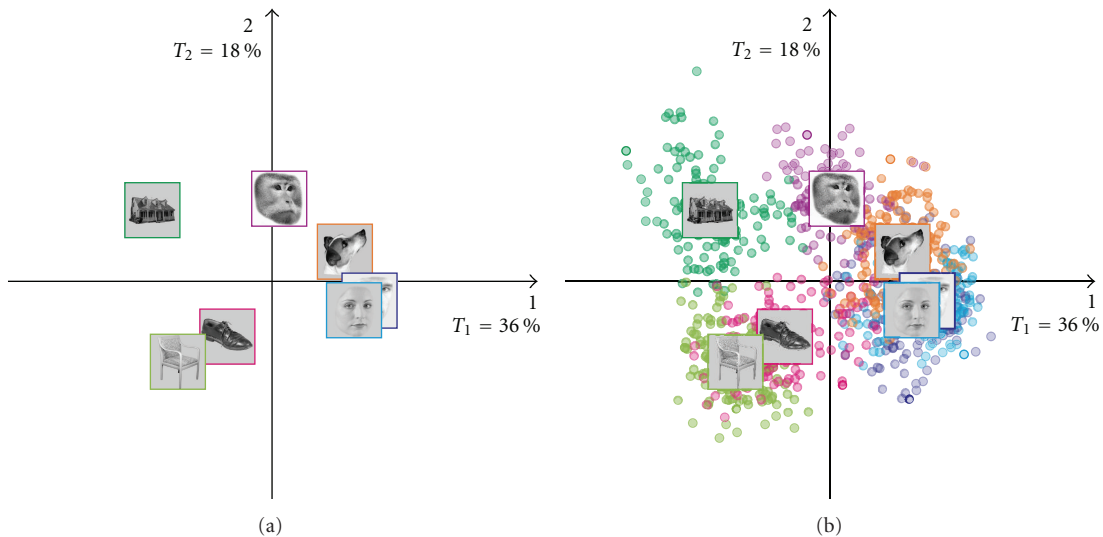 2
T₂ = 18 %
1
T₁ = 36 %
(a)
2
T₂ = 18 %
1
T₁ = 36 %
(b)